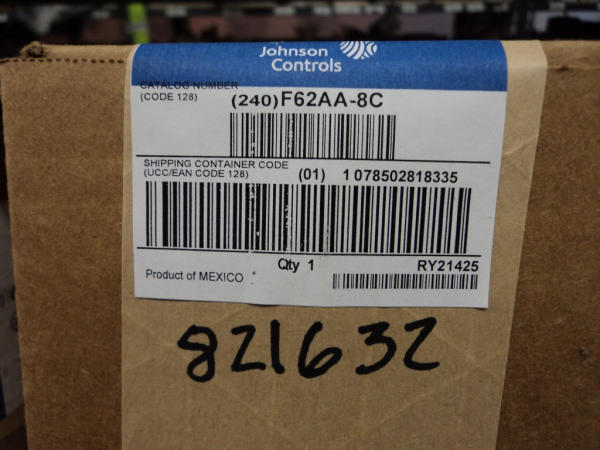 Johnson
Controls
CATALOG NUMBER
(CODE 128)
(240)F62AA-8C
SHIPPING CONTAINER CODE
(UCC/EAN CODE 128)
(01) 1 078502818335
Qty 1
RY21425
Product of MEXICO
821632